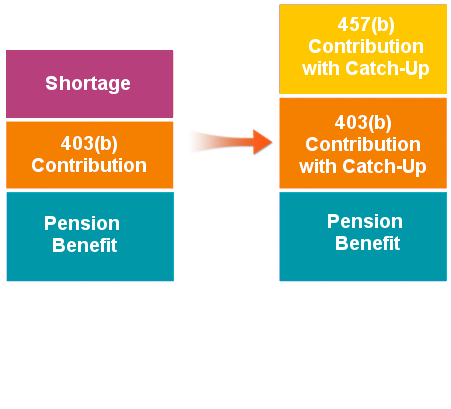 Shortage
403(b)
Contribution
Pension
Benefit
457(b)
Contribution
with Catch-Up
403(b)
Contribution
with Catch-Up
Pension
Benefit